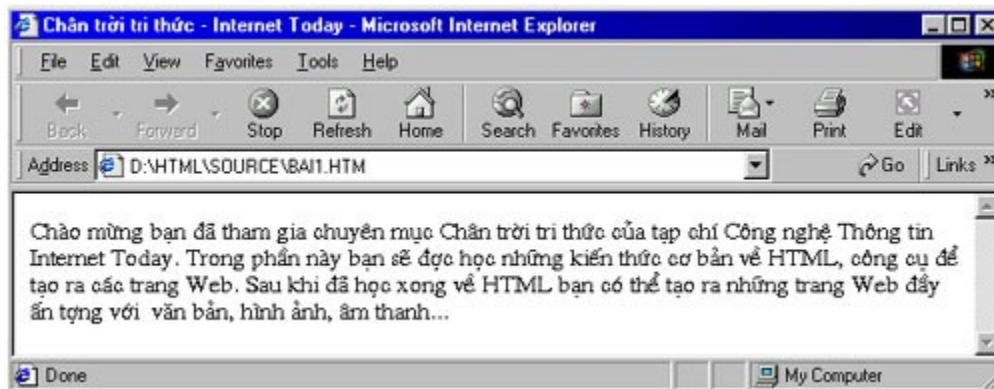 Chân trời tri thức - Internet Today - Microsoft Internet Explorer
File Edit View Favorites Tools Help
Back Forward Stop Refresh Home Search Favorites History Mail Print Edit
Address D:\HTML\SOURCE\BAI1.HTM Go Links
Chào mừng bạn đã tham gia chuyên mục Chân trời tri thức của tạp chí Công nghệ Thông tin
Internet Today. Trong phần này bạn sẽ đợc học những kiến thức cơ bản về HTML, công cụ để
tạo ra các trang Web. Sau khi đã học xong về HTML bạn có thể tạo ra những trang Web đầy
ấn tợng với văn bản, hình ảnh, âm thanh...
Done My Computer